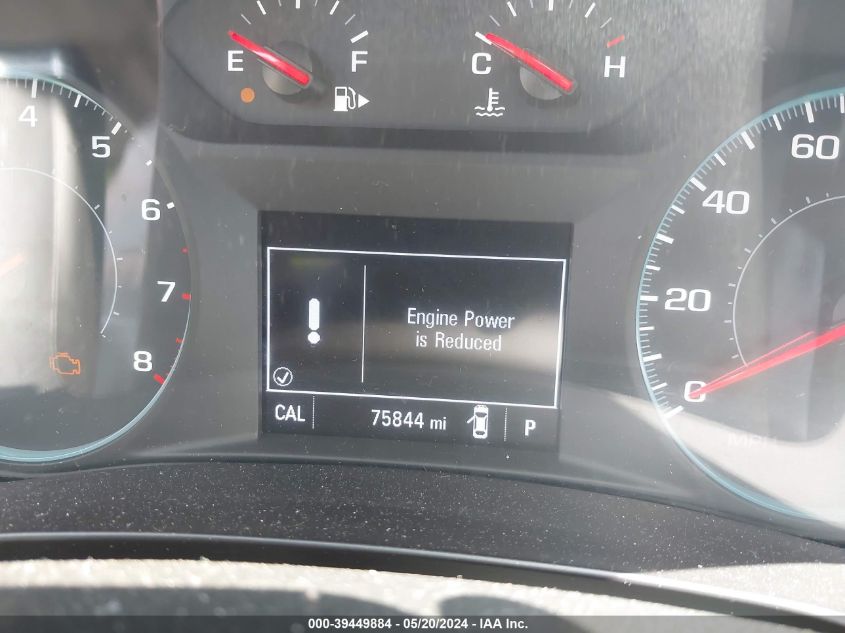 E F
C H
4
5
6
7
8
60
40
20
0
MPH
Engine Power
is Reduced
CAL 75844 mi P
000-39449884 - 05/20/2024 - IAA Inc.